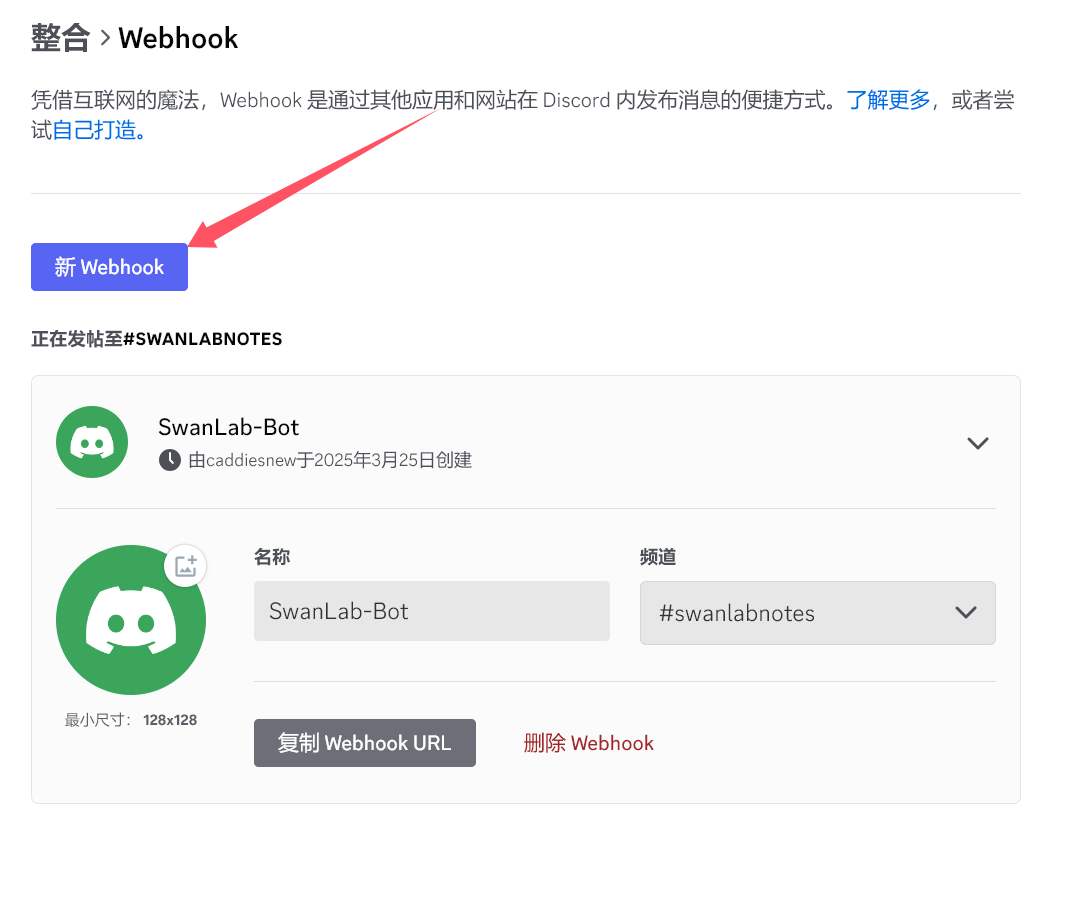 整合 > Webhook
凭借互联网的魔法，Webhook 是通过其他应用和网站在 Discord 内发布消息的便捷方式。了解更多，或者尝
试自己打造。
新 Webhook
正在发帖至#SWANLABNOTES
SwanLab-Bot
由caddiesnew于2025年3月25日创建
名称
频道
SwanLab-Bot
#swanlabnotes
最小尺寸： 128x128
复制 Webhook URL
删除 Webhook